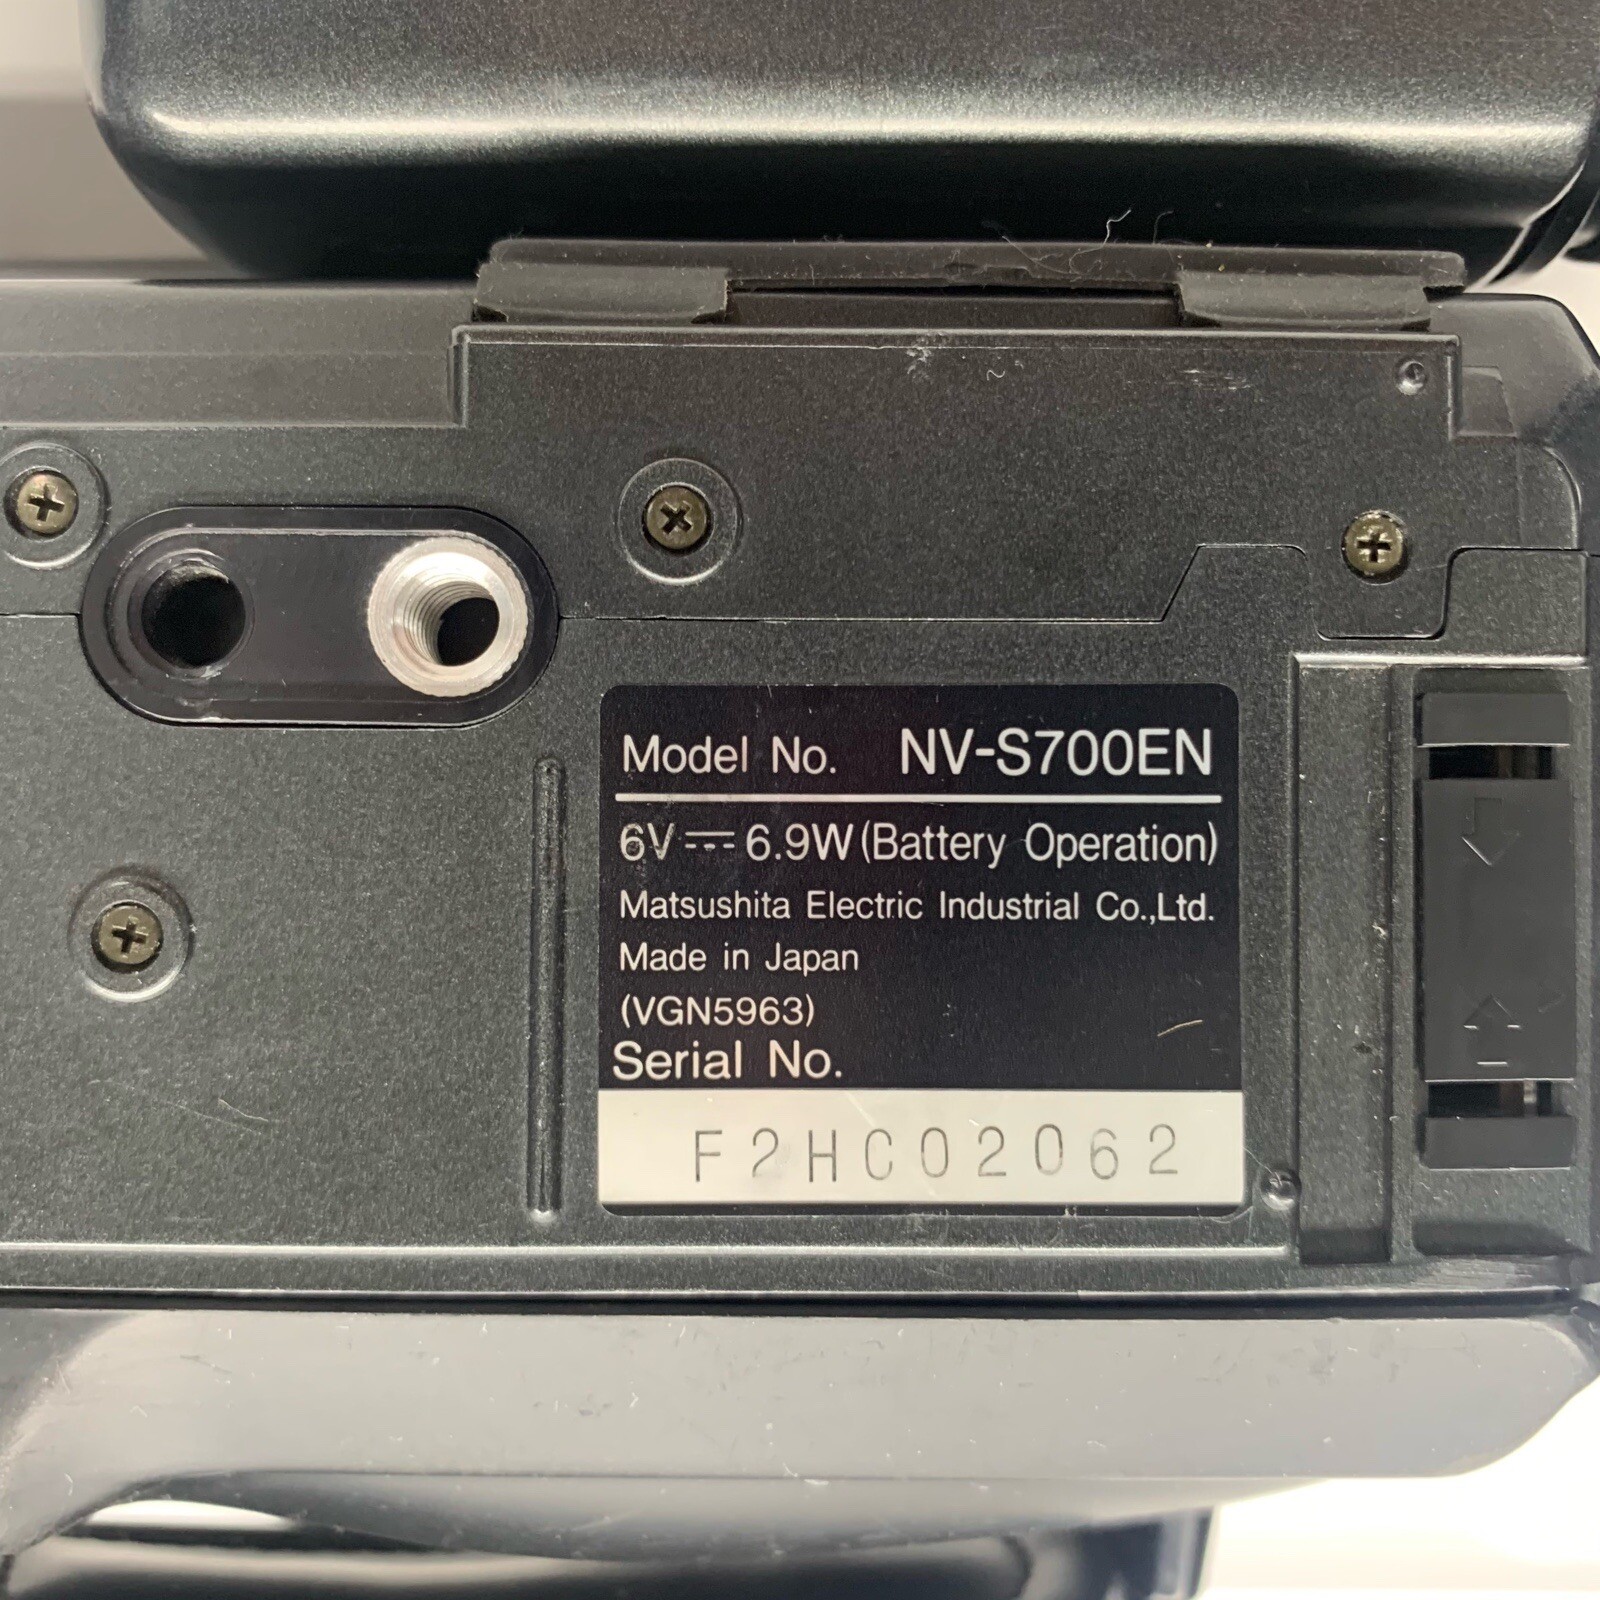 Model No. NV-S700EN
6V⎓6.9W(Battery Operation)
Matsushita Electric Industrial Co.,Ltd.
Made in Japan
(VGN5963)
Serial No.
F2HC02062